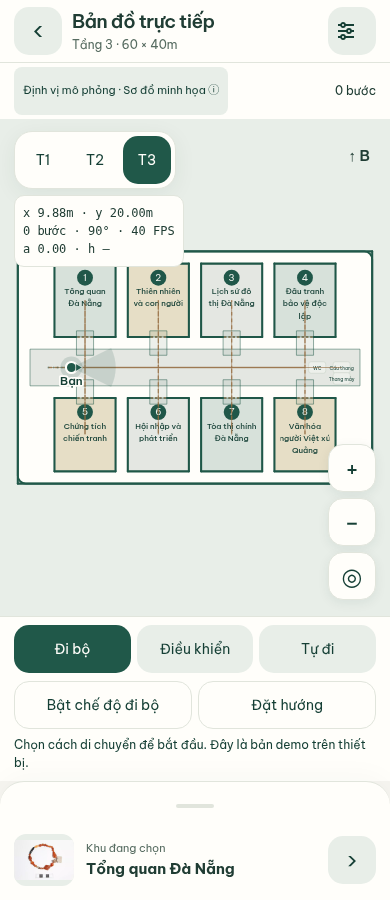 Bản đồ trực tiếp
Tầng 3 · 60 × 40m
Định vị mô phỏng · Sơ đồ minh họa ⓘ
0 bước
T1
T2
T3
↑ B
x 9.88m · y 20.00m
0 bước · 90° · 40 FPS
a 0.00 · h —
1
Tổng quan
Đà Nẵng
2
Thiên nhiên
và con người
3
Lịch sử đô
thị Đà Nẵng
4
Đấu tranh
bảo vệ độc
lập
Bạn
WC
Cầu thang
Thang máy
5
Chứng tích
chiến tranh
6
Hội nhập và
phát triển
7
Tòa thị chính
Đà Nẵng
8
Văn hóa
người Việt xứ
Quảng
+
−
◎
Đi bộ
Điều khiển
Tự đi
Bật chế độ đi bộ
Đặt hướng
Chọn cách di chuyển để bắt đầu. Đây là bản demo trên thiết
bị.
Khu đang chọn
Tổng quan Đà Nẵng